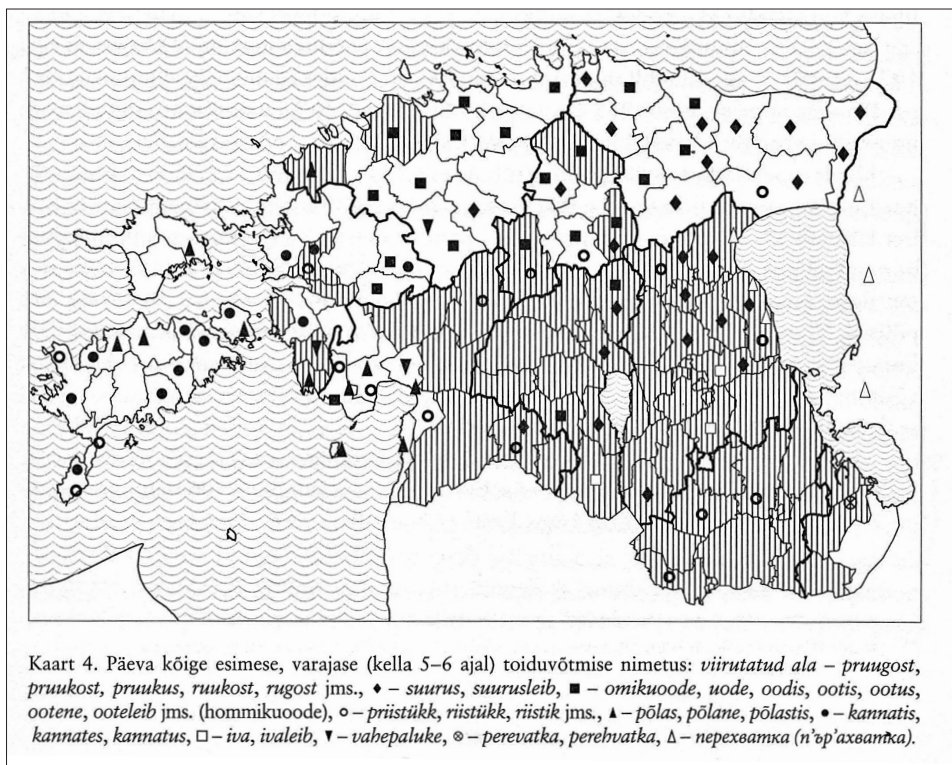 Kaart 4. Päeva kõige esimese, varajase (kella 5–6 ajal) toiduvõtmise nimetus: viirutatud ala – pruugost,
pruukost, pruukus, ruukost, rugost jms., ♦ – suurus, suurusleib, ■ – omikuoode, uode, oodis, ootis, ootus,
ootene, ooteleib jms. (hommikuoode), ○ – priistükk, riistükk, riistik jms., ▲ – põlas, põlane, põlastis, ● – kannatis,
kannates, kannatus, □ – iva, ivaleib, ▼ – vahepaluke, ⊗ – perevatka, perehvatka, △ – перехватка (п’ър’ахватка).